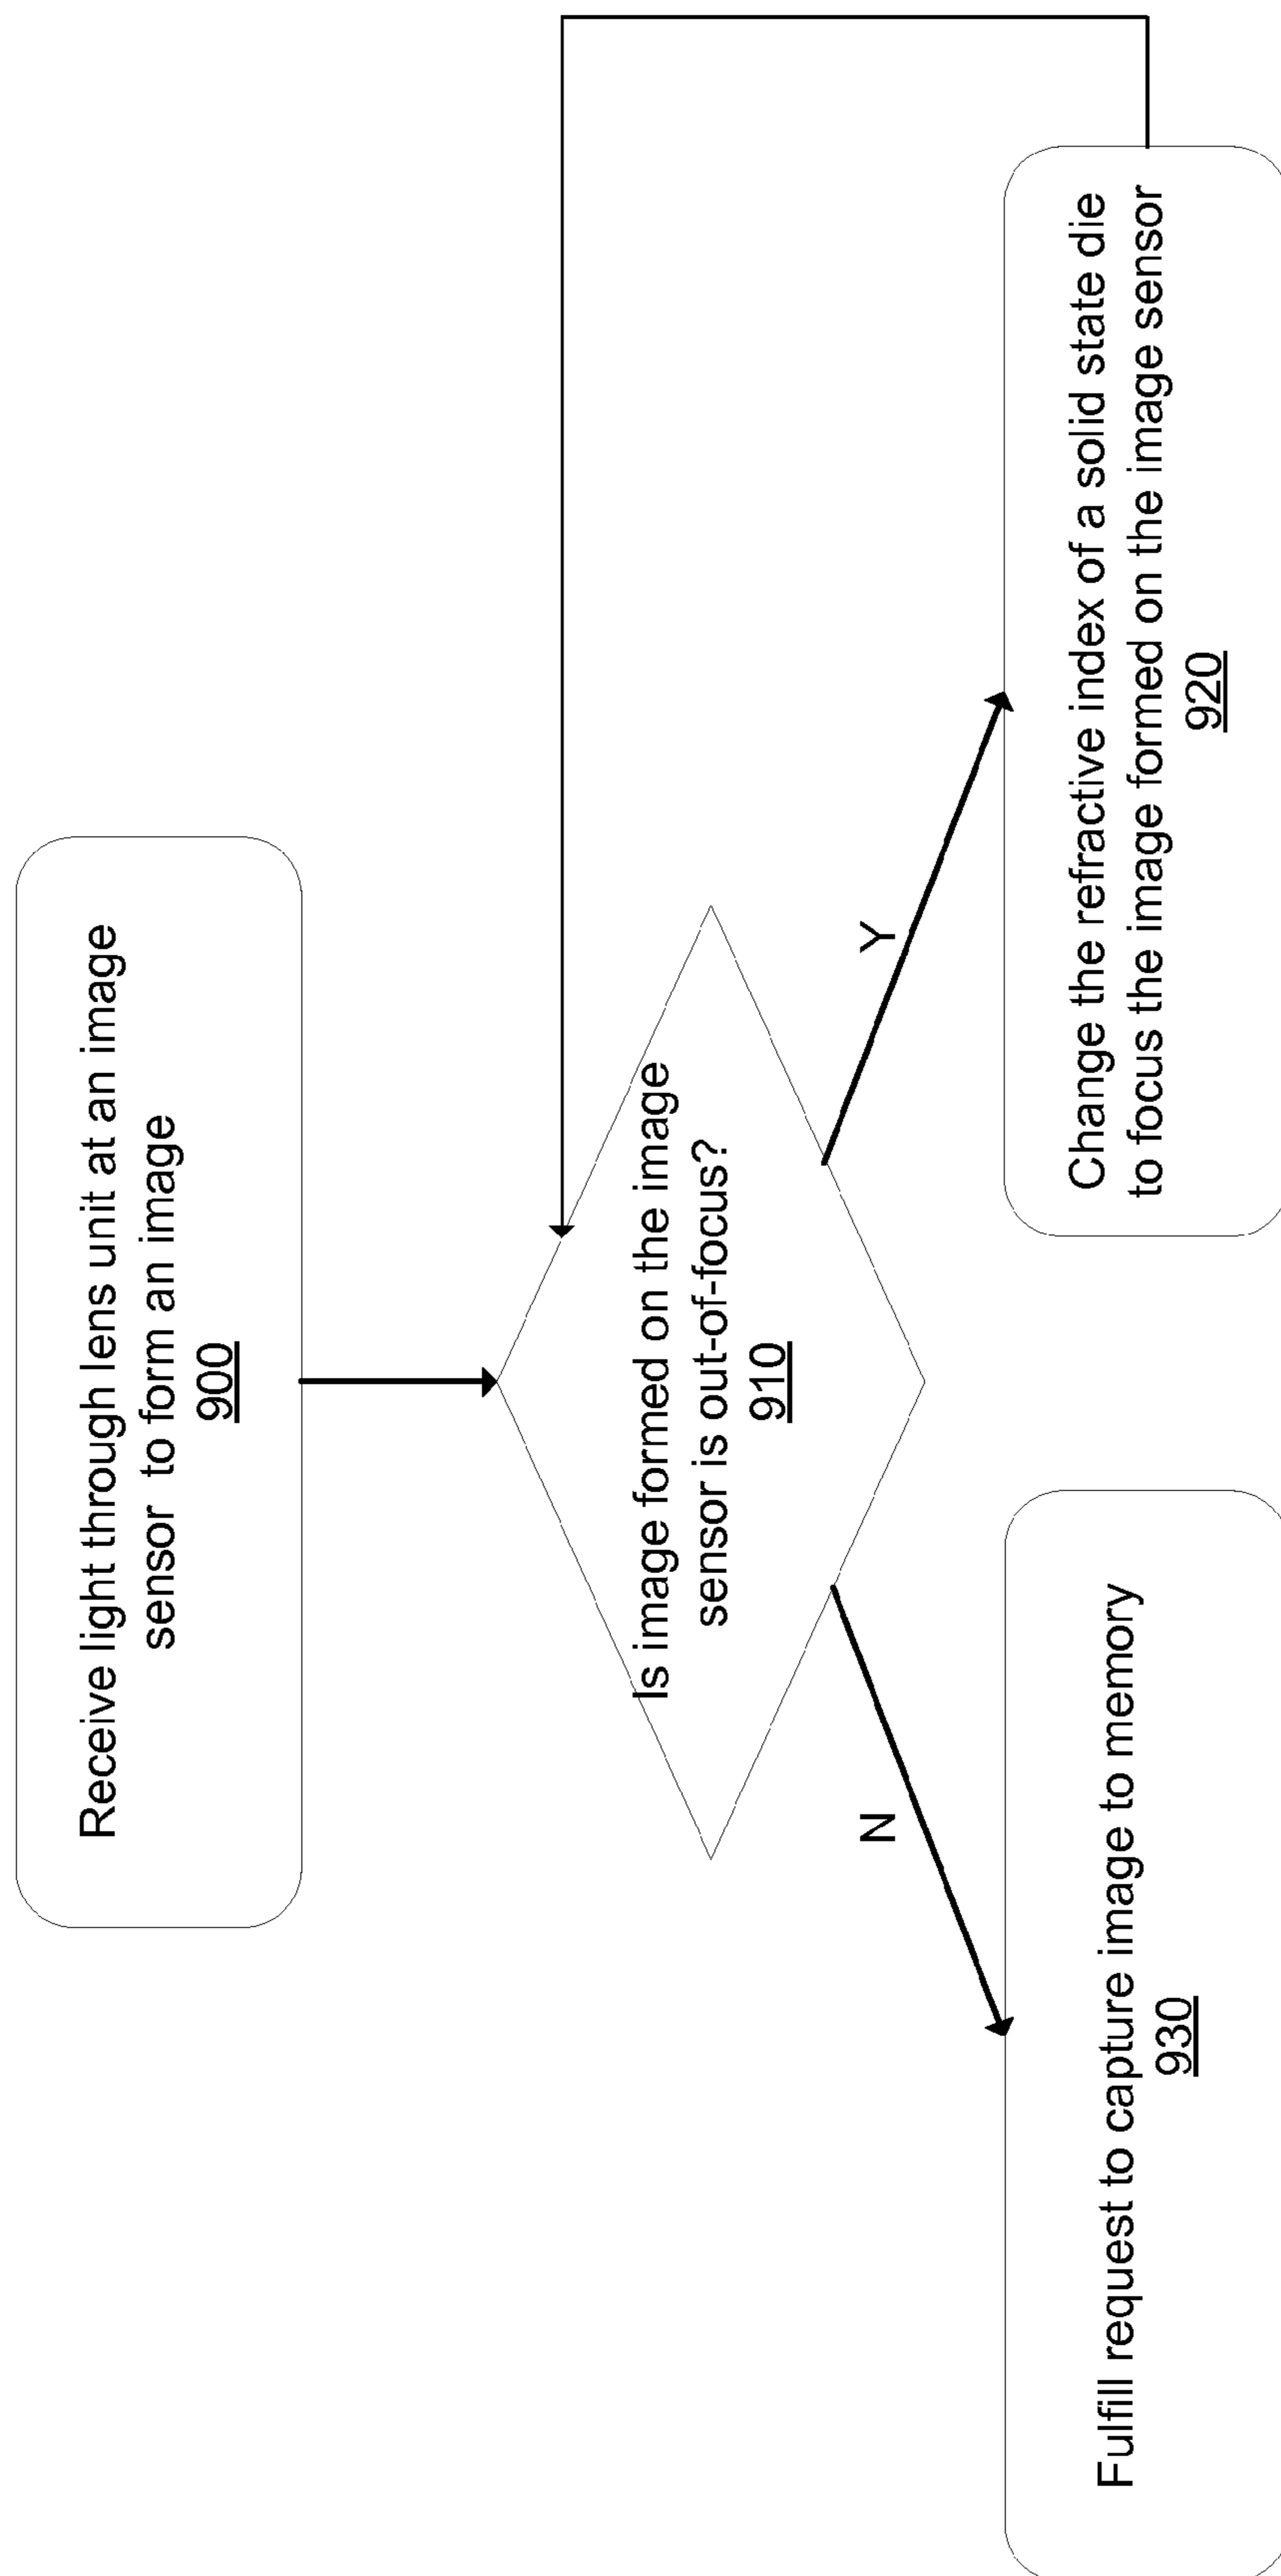 Receive light through lens unit at an image
sensor to form an image
900
Is image formed on the image
sensor is out-of-focus?
910
N
Y
Fulfill request to capture image to memory
930
Change the refractive index of a solid state die
to focus the image formed on the image sensor
920